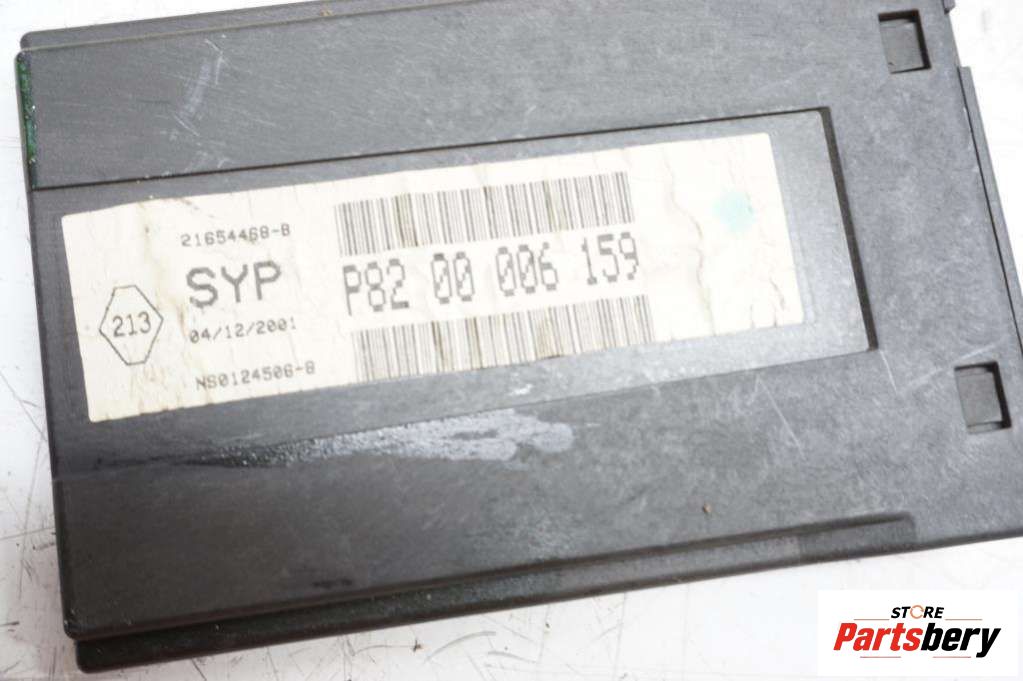 21654468-B
SYP
P82 00 006 159
213
04/12/2001
NS0124506-B
STORE
Partsbery